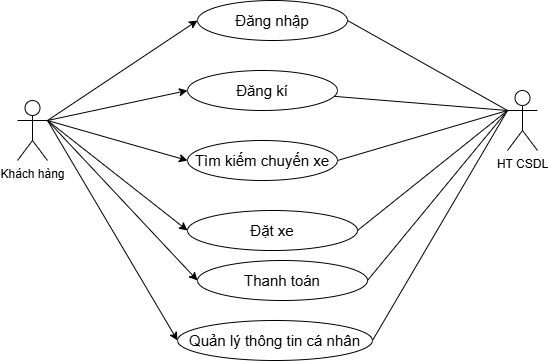 Đăng nhập
Đăng kí
Khách hàng
HT CSDL
Tìm kiếm chuyến xe
Đặt xe
Thanh toán
Quản lý thông tin cá nhân